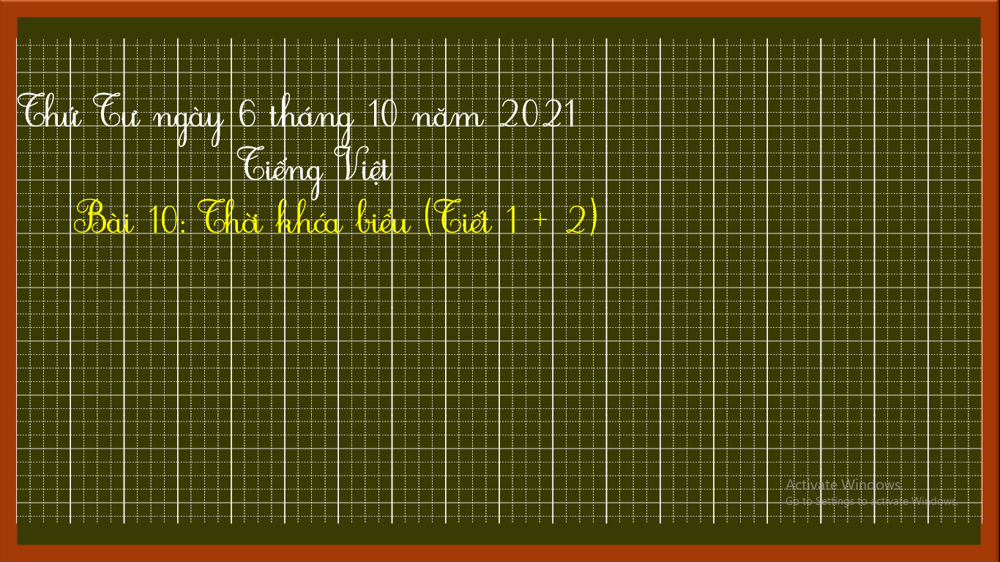 Thứ Tư ngày 6 tháng 10 năm 2021
Tiếng Việt
Bài 10: Thời khóa biểu (Tiết 1 + 2)
Activate Windows
Go to Settings to activate Windows.